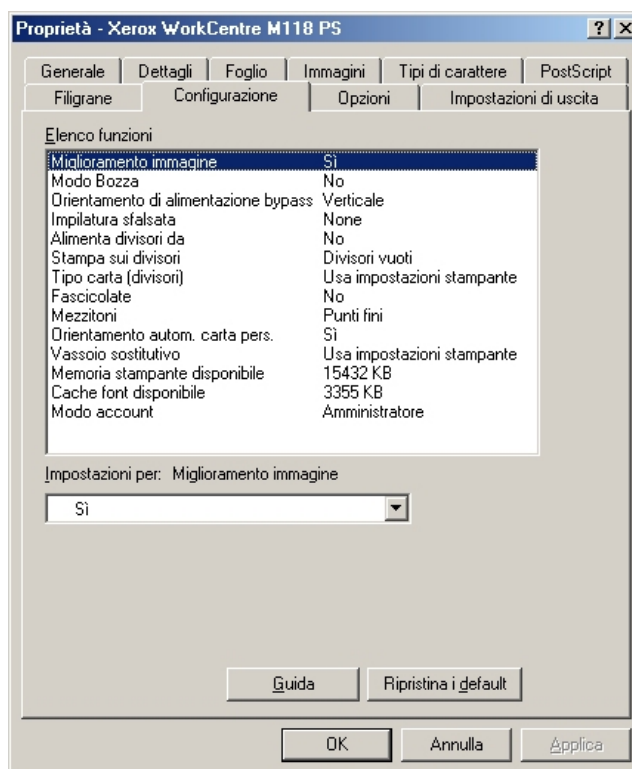 Proprietà - Xerox WorkCentre M118 PS
Generale Dettagli Foglio Immagini Tipi di carattere PostScript
Filigrane Configurazione Opzioni Impostazioni di uscita
Elenco funzioni
Miglioramento immagine Sì
Modo Bozza No
Orientamento di alimentazione bypass Verticale
Impilatura sfalsata None
Alimenta divisori da No
Stampa sui divisori Divisori vuoti
Tipo carta (divisori) Usa impostazioni stampante
Fascicolate No
Mezzitoni Punti fini
Orientamento autom. carta pers. Sì
Vassoio sostitutivo Usa impostazioni stampante
Memoria stampante disponibile 15432 KB
Cache font disponibile 3355 KB
Modo account Amministratore
Impostazioni per: Miglioramento immagine
Sì
Guida Ripristina i default
OK Annulla Applica